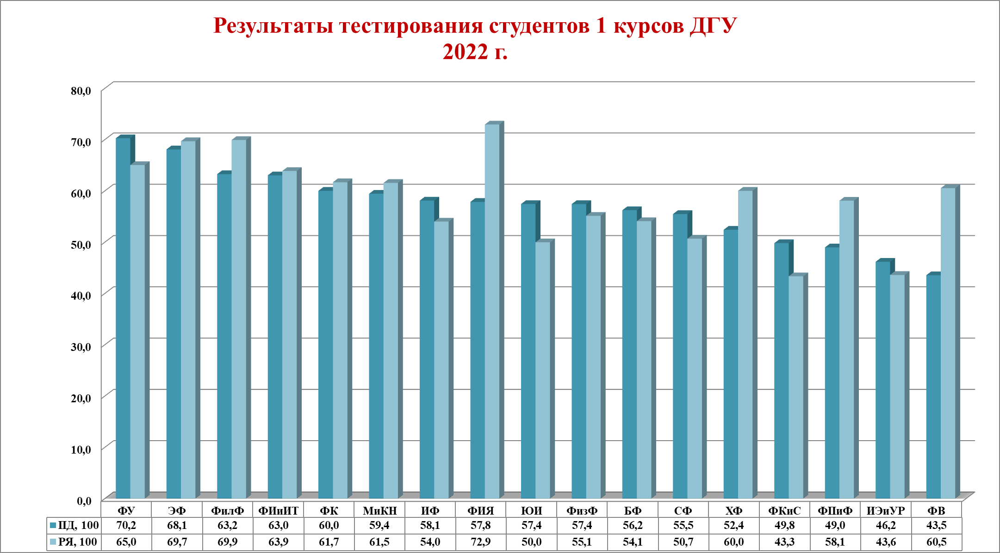 Результаты тестирования студентов 1 курсов ДГУ
2022 г.
80,0
70,0
60,0
50,0
40,0
30,0
20,0
10,0
0,0
ФУ ЭФ ФилФ ФИиИТ ФК МиКН ИФ ФИЯ ЮИ ФизФ БФ СФ ХФ ФКиС ФПиФ ИЭиУР ФВ
ПД, 100 70,2 68,1 63,2 63,0 60,0 59,4 58,1 57,8 57,4 57,4 56,2 55,5 52,4 49,8 49,0 46,2 43,5
РЯ, 100 65,0 69,7 69,9 63,9 61,7 61,5 54,0 72,9 50,0 55,1 54,1 50,7 60,0 43,3 58,1 43,6 60,5